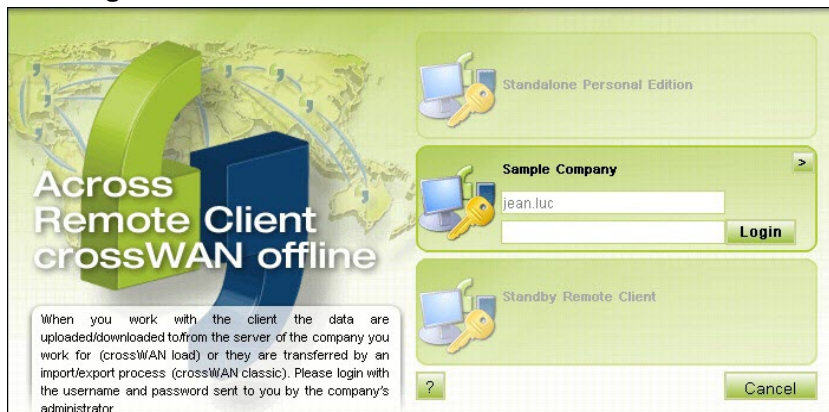 Across
Remote Client
crossWAN offline
When you work with the client the data are
uploaded/downloaded to/from the server of the company you
work for (crossWAN load) or they are transferred by an
import/export process (crossWAN classic). Please login with
the username and password sent to you by the company's
administrator
Standalone Personal Edition
Sample Company
>
jean.luc
Login
Standby Remote Client
?
Cancel